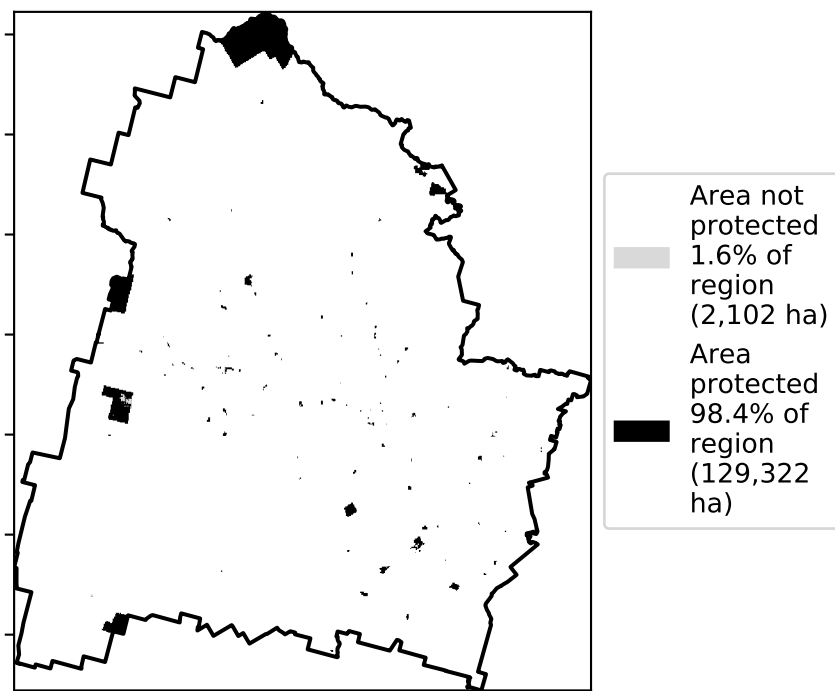 Area not
protected
1.6% of
region
(2,102 ha)
Area
protected
98.4% of
region
(129,322
ha)